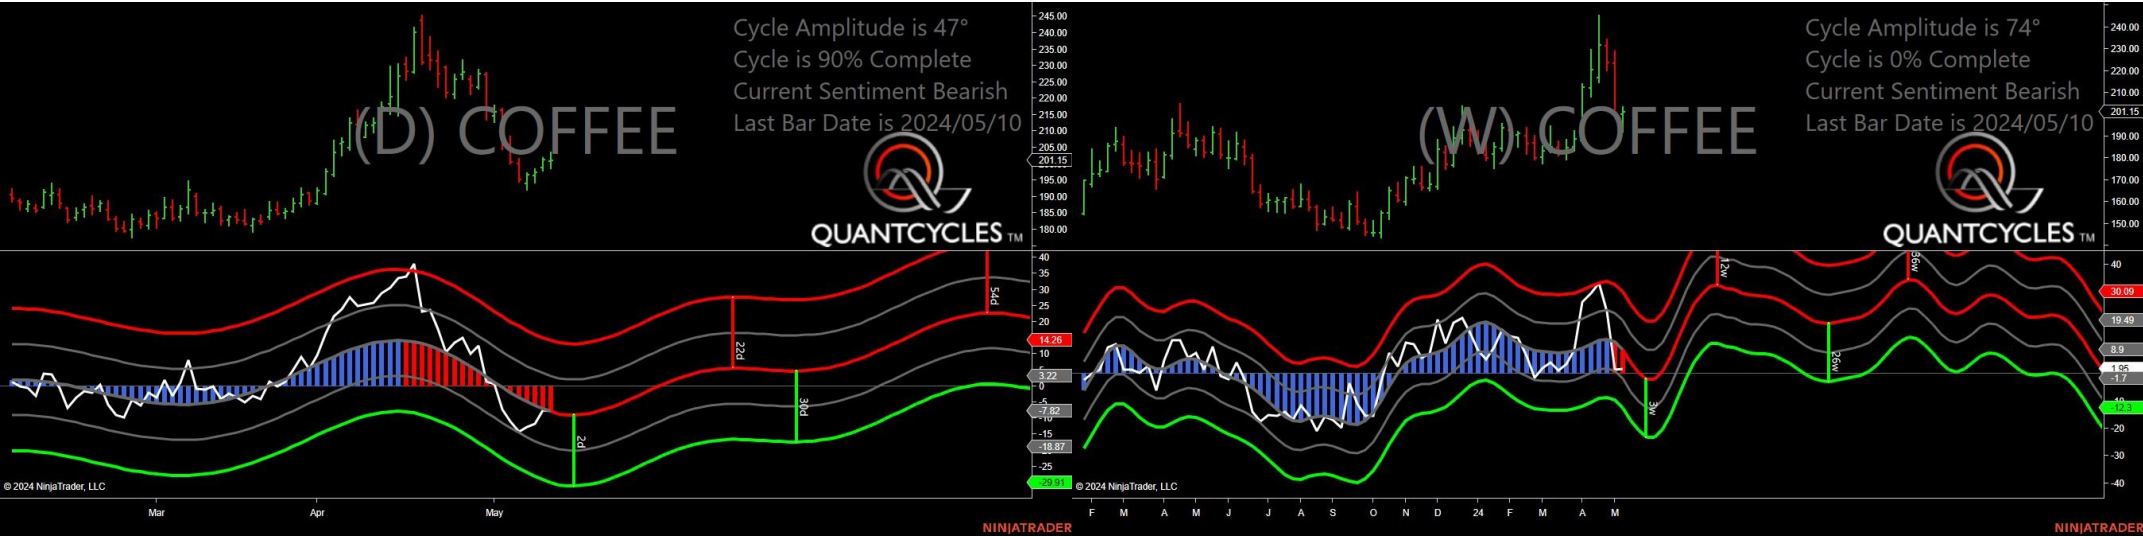 Cycle Amplitude is 47°
Cycle is 90% Complete
Current Sentiment Bearish
Last Bar Date is 2024/05/10
(D) COFFEE
QUANTCYCLES TM
245.00
240.00
235.00
230.00
225.00
220.00
215.00
210.00
205.00
201.15
195.00
190.00
185.00
180.00
40
35
30
25
20
14.26
10
3.22
0
-7.82
-15
-18.87
-25
-29.91
2d
22d
30d
54d
© 2024 NinjaTrader, LLC
Mar Apr May
NINJATRADER
Cycle Amplitude is 74°
Cycle is 0% Complete
Current Sentiment Bearish
Last Bar Date is 2024/05/10
(W) COFFEE
QUANTCYCLES TM
240.00
230.00
220.00
210.00
201.15
190.00
180.00
170.00
160.00
150.00
40
30.09
19.49
8.9
1.95
-1.7
-12.3
-20
-30
-40
3w
12w
26w
36w
© 2024 NinjaTrader, LLC
F M A M J J A S O N D 24 F M A M
NINJATRADER